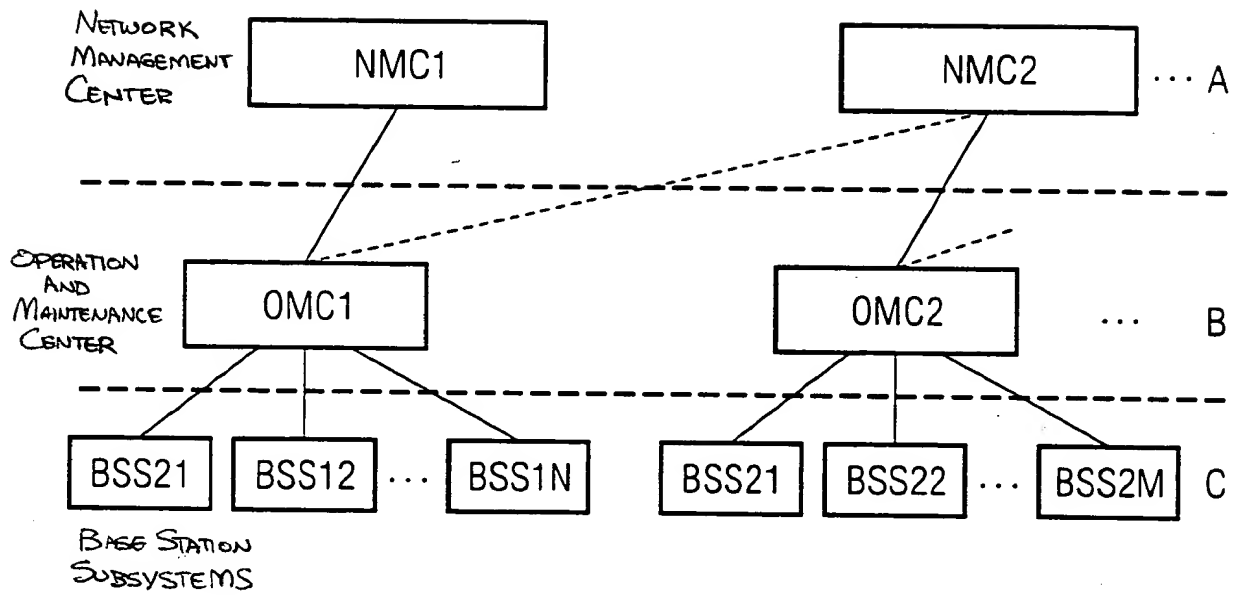 NETWORK
MANAGEMENT
CENTER
NMC1
NMC2
... A
OPERATION
AND
MAINTENANCE
CENTER
OMC1
OMC2
... B
BSS21
BSS12
...
BSS1N
BSS21
BSS22
...
BSS2M
C
BASE STATION
SUBSYSTEMS